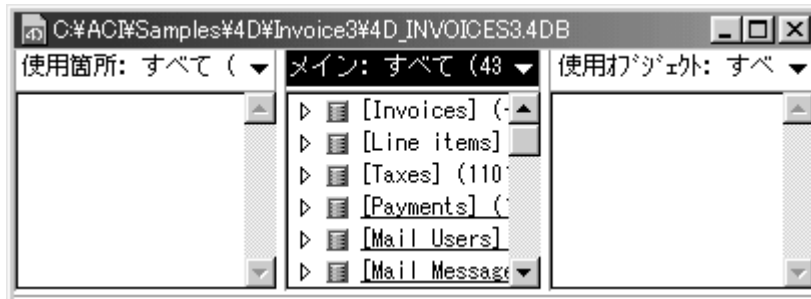 C:¥ACI¥Samples¥4D¥Invoice3¥4D_INVOICES3.4DB
使用箇所: すべて (
メイン: すべて (43
使用ｵﾌﾞｼﾞｪｸﾄ: すべ
[Invoices] (
[Line items]
[Taxes] (110
[Payments] (
[Mail Users]
[Mail Message